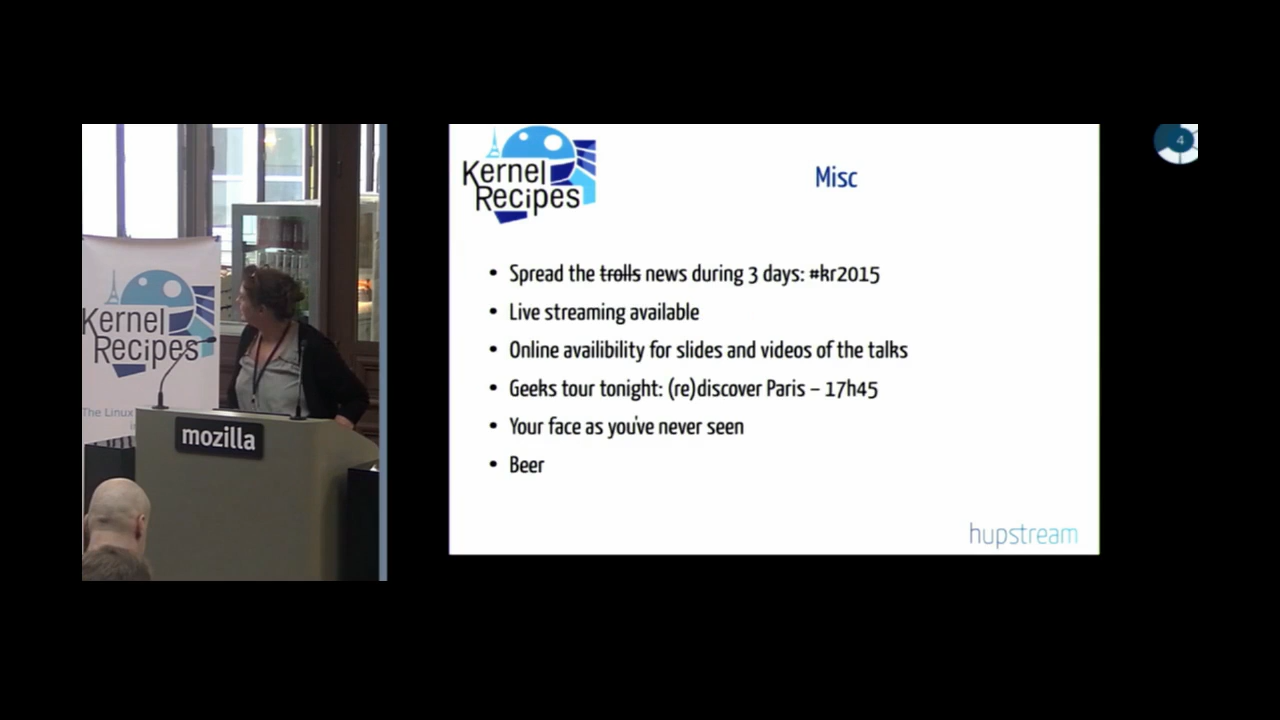 Kernel
Recipes
The Linux
mozilla
Kernel
Recipes
Misc
4
• Spread the trolls news during 3 days: #kr2015
• Live streaming available
• Online availibility for slides and videos of the talks
• Geeks tour tonight: (re)discover Paris – 17h45
• Your face as you've never seen
• Beer
hupstream